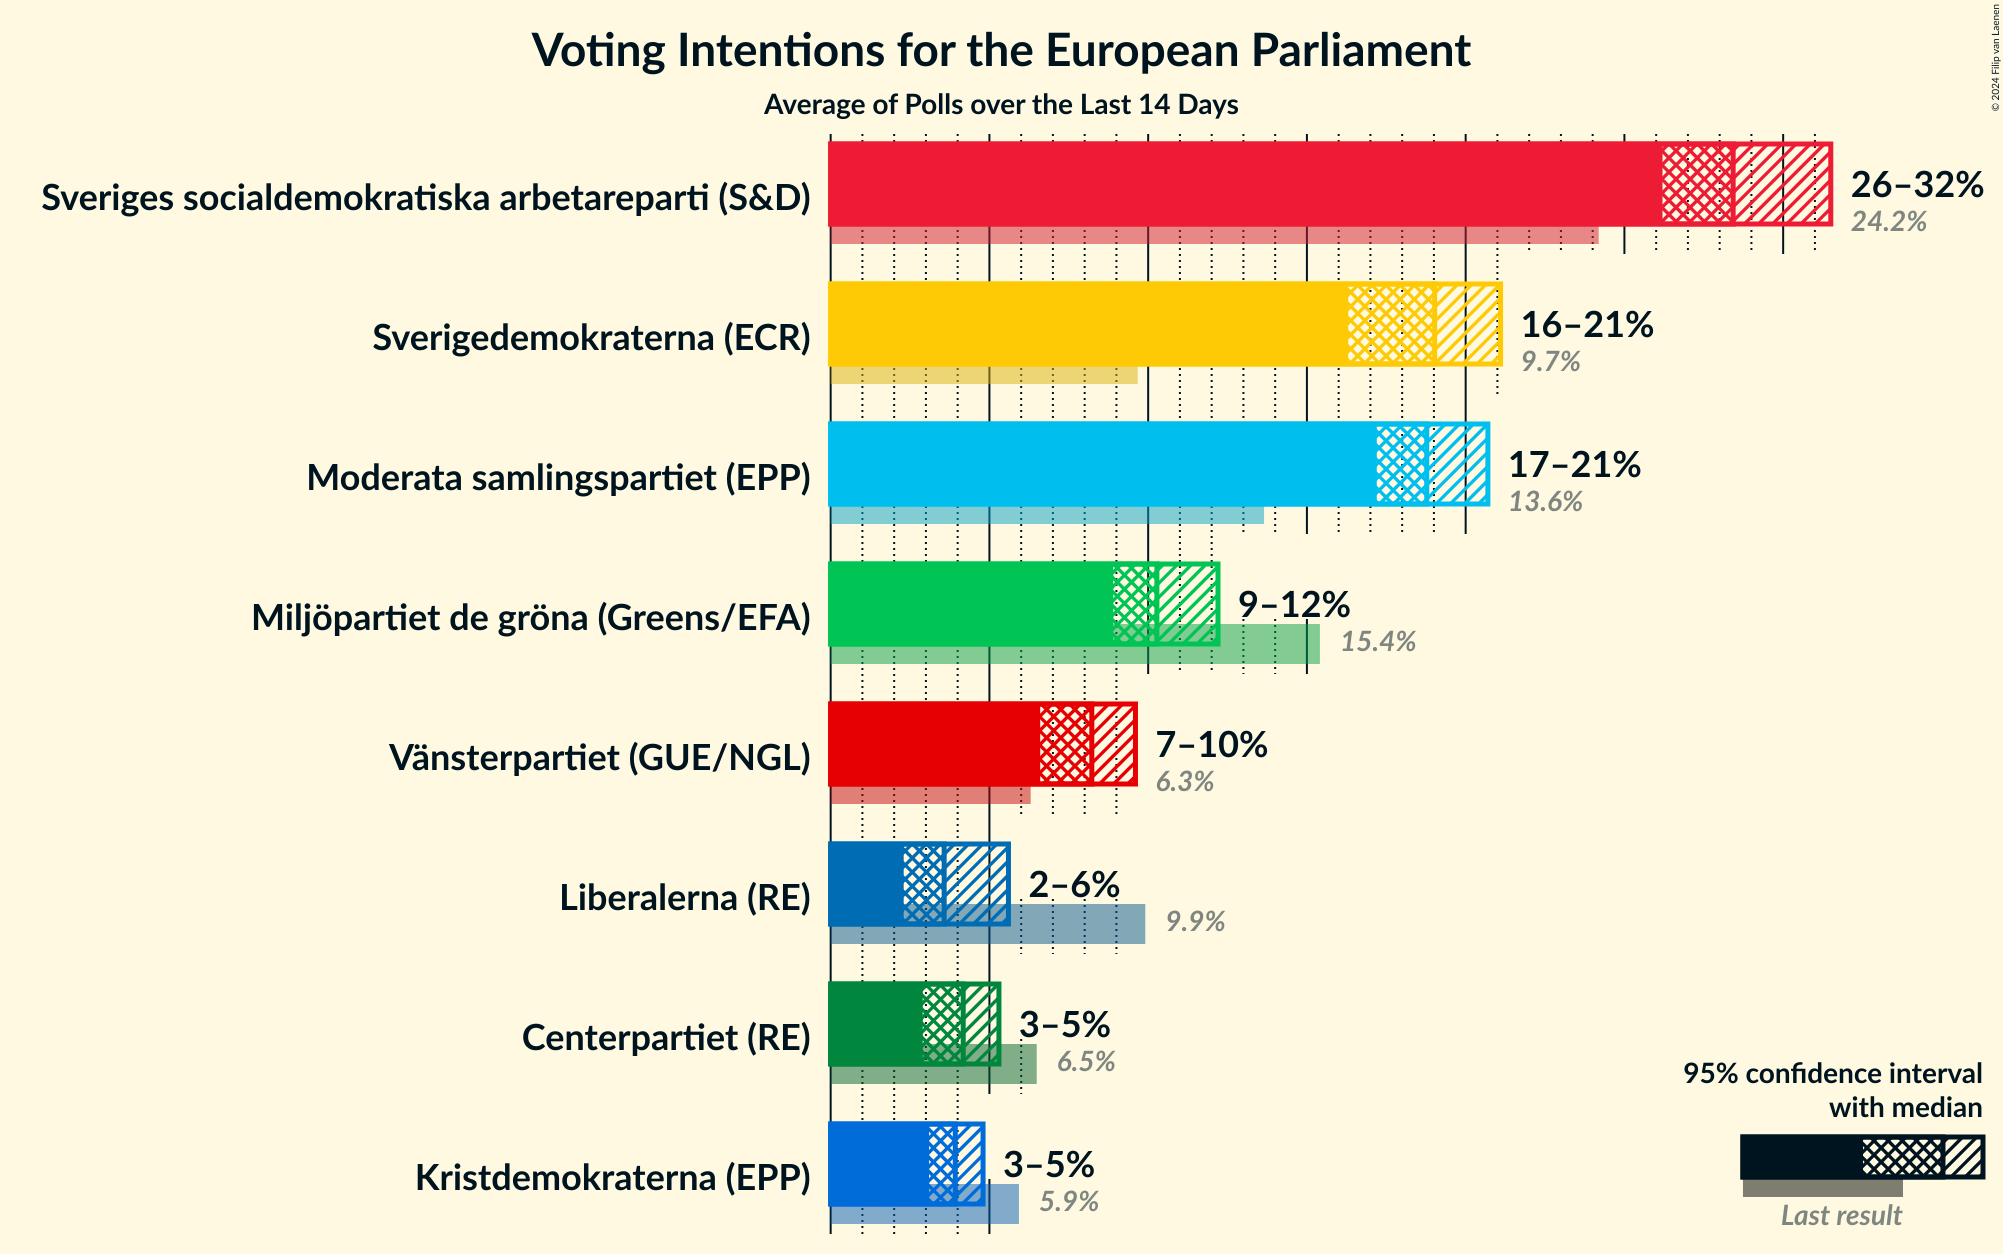 Voting Intentions for the European Parliament
Average of Polls over the Last 14 Days
© 2024 Filip van Laenen
Sveriges socialdemokratiska arbetareparti (S&D)
26–32%
24.2%
Sverigedemokraterna (ECR)
16–21%
9.7%
Moderata samlingspartiet (EPP)
17–21%
13.6%
Miljöpartiet de gröna (Greens/EFA)
9–12%
15.4%
Vänsterpartiet (GUE/NGL)
7–10%
6.3%
Liberalerna (RE)
2–6%
9.9%
Centerpartiet (RE)
3–5%
6.5%
Kristdemokraterna (EPP)
3–5%
5.9%
95% confidence interval
with median
Last result